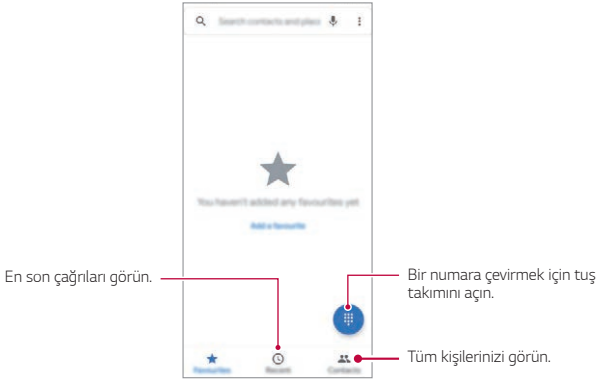 Search contacts and places
You haven't added any favourites yet
Add a favourite
En son çağrıları görün.
Bir numara çevirmek için tuş
takımını açın.
Tüm kişilerinizi görün.
Favourites
Recent
Contacts